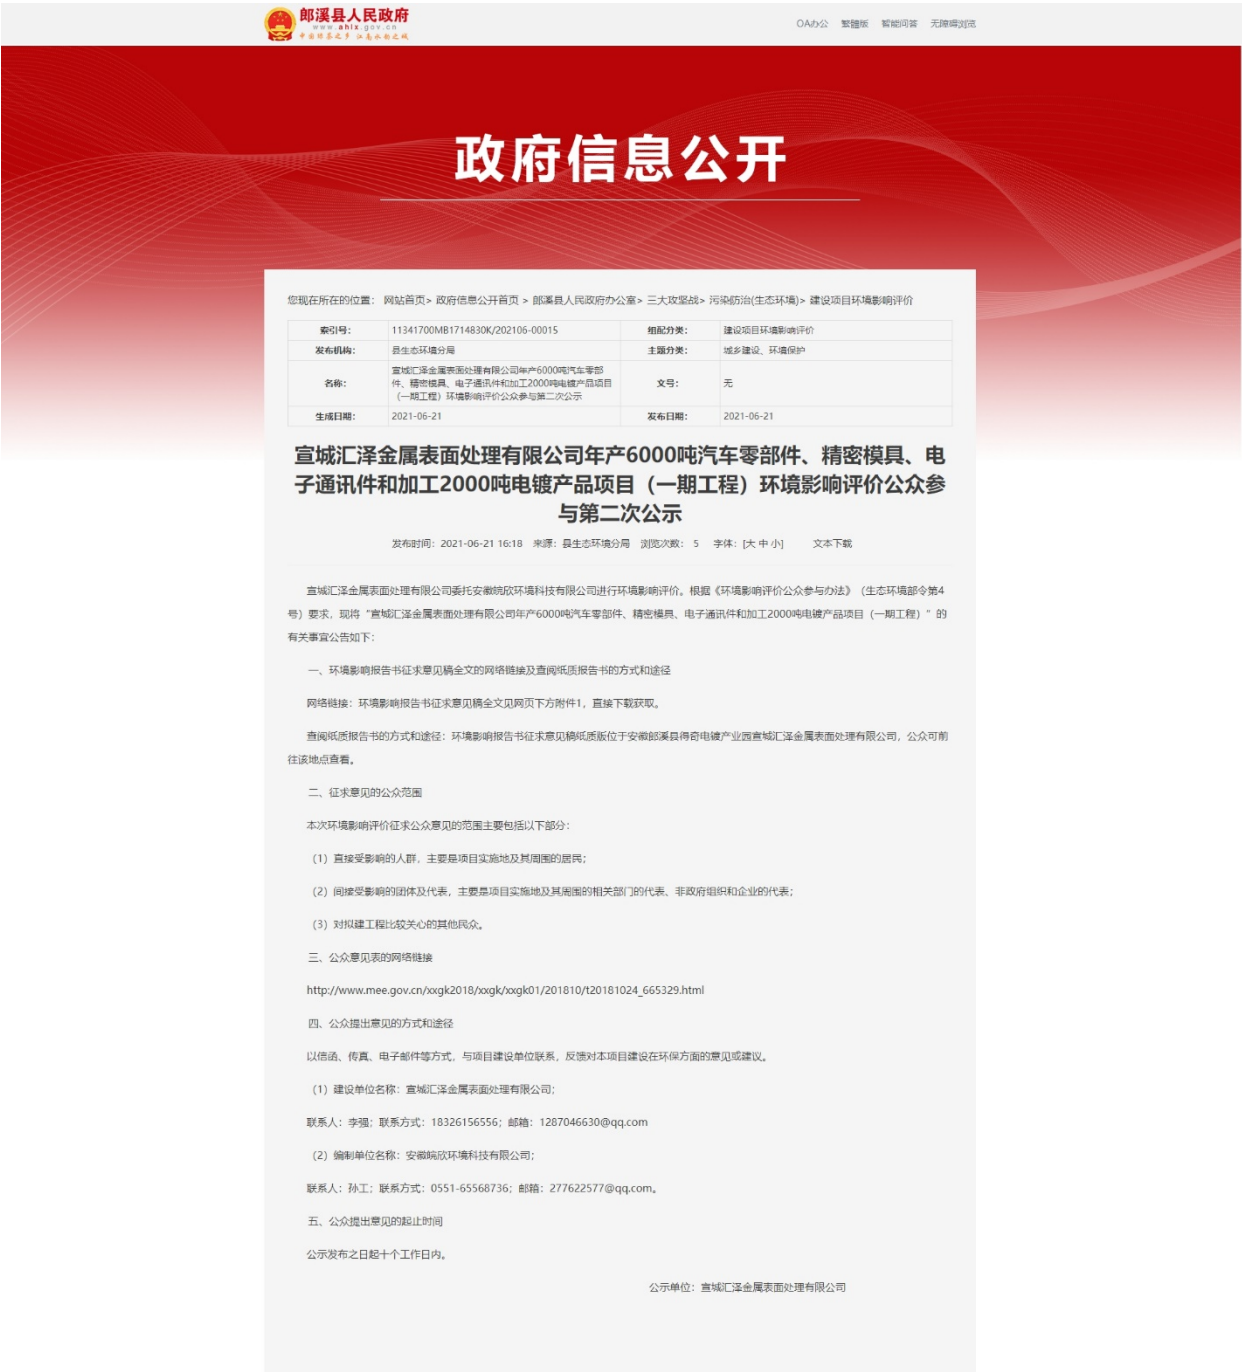 郎溪县人民政府
www.ahlx.gov.cn
中国绿茶之乡 江南水韵之城
OA办公 繁體版 智能问答 无障碍浏览
政府信息公开
您现在所在的位置： 网站首页> 政府信息公开首页 > 郎溪县人民政府办公室> 三大攻坚战> 污染防治(生态环境)> 建设项目环境影响评价
索引号： 11341700MB1714830K/202106-00015 组配分类： 建设项目环境影响评价
发布机构： 县生态环境分局 主题分类： 城乡建设、环境保护
名称： 宣城汇泽金属表面处理有限公司年产6000吨汽车零部
件、精密模具、电子通讯件和加工2000吨电镀产品项目
（一期工程）环境影响评价公众参与第二次公示 文号： 无
生成日期： 2021-06-21 发布日期： 2021-06-21
宣城汇泽金属表面处理有限公司年产6000吨汽车零部件、精密模具、电
子通讯件和加工2000吨电镀产品项目（一期工程）环境影响评价公众参
与第二次公示
发布时间：2021-06-21 16:18 来源：县生态环境分局 浏览次数： 5 字体：[大 中 小] 文本下载
宣城汇泽金属表面处理有限公司委托安徽皖欣环境科技有限公司进行环境影响评价。根据《环境影响评价公众参与办法》（生态环境部令第4
号）要求，现将“宣城汇泽金属表面处理有限公司年产6000吨汽车零部件、精密模具、电子通讯件和加工2000吨电镀产品项目（一期工程）”的
有关事宜公告如下：
一、环境影响报告书征求意见稿全文的网络链接及查阅纸质报告书的方式和途径
网络链接：环境影响报告书征求意见稿全文见网页下方附件1，直接下载获取。
查阅纸质报告书的方式和途径：环境影响报告书征求意见稿纸质版位于安徽郎溪县得奇电镀产业园宣城汇泽金属表面处理有限公司，公众可前
往该地点查看。
二、征求意见的公众范围
本次环境影响评价征求公众意见的范围主要包括以下部分：
（1）直接受影响的人群，主要是项目实施地及其周围的居民；
（2）间接受影响的团体及代表，主要是项目实施地及其周围的相关部门的代表、非政府组织和企业的代表；
（3）对拟建工程比较关心的其他民众。
三、公众意见表的网络链接
http://www.mee.gov.cn/xxgk2018/xxgk/xxgk01/201810/t20181024_665329.html
四、公众提出意见的方式和途径
以信函、传真、电子邮件等方式，与项目建设单位联系，反馈对本项目建设在环保方面的意见或建议。
（1）建设单位名称：宣城汇泽金属表面处理有限公司；
联系人：李强；联系方式：18326156556；邮箱：1287046630@qq.com
（2）编制单位名称：安徽皖欣环境科技有限公司；
联系人：孙工；联系方式：0551-65568736；邮箱：277622577@qq.com。
五、公众提出意见的起止时间
公示发布之日起十个工作日内。
公示单位：宣城汇泽金属表面处理有限公司